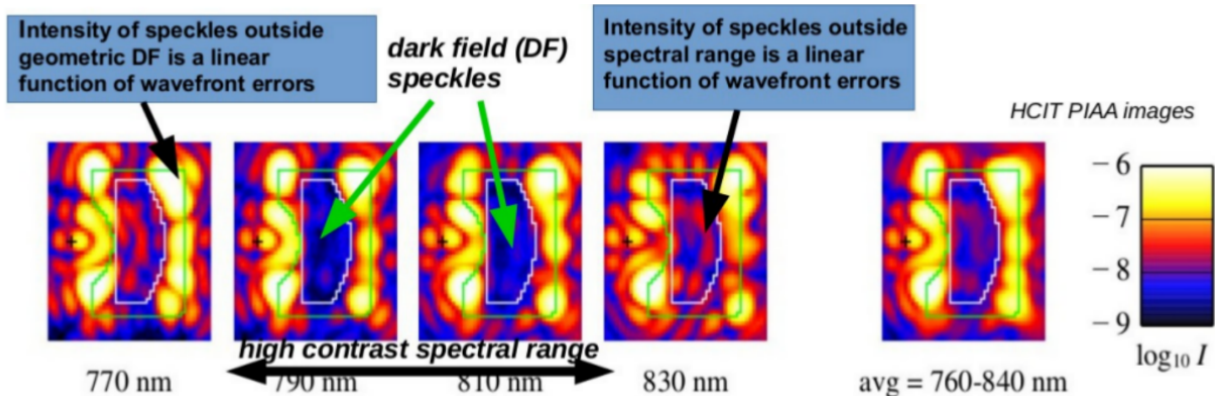 Intensity of speckles outside
geometric DF is a linear
function of wavefront errors
dark field (DF)
speckles
Intensity of speckles outside
spectral range is a linear
function of wavefront errors
HCIT PIAA images
−6
−7
−8
−9
log₁₀ I
high contrast spectral range
770 nm
790 nm
810 nm
830 nm
avg = 760-840 nm